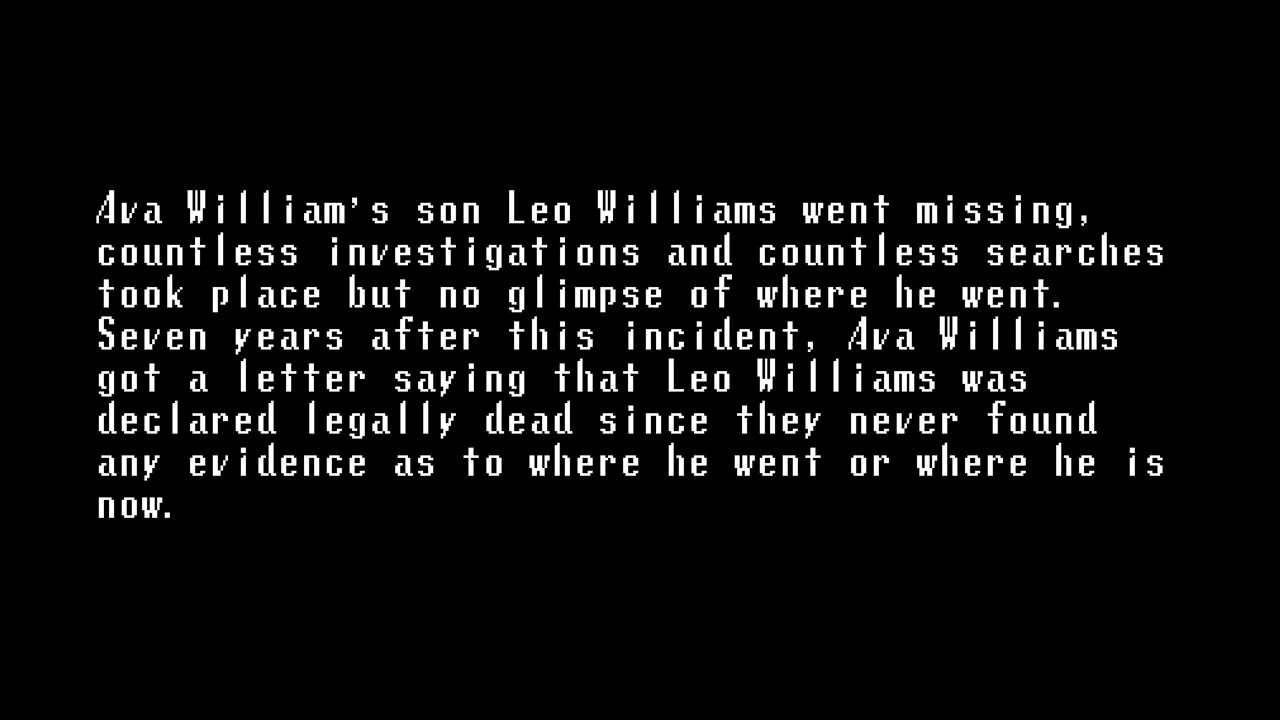 Ava William's son Leo Williams went missing,
countless investigations and countless searches
took place but no glimpse of where he went.
Seven years after this incident, Ava Williams
got a letter saying that Leo Williams was
declared legally dead since they never found
any evidence as to where he went or where he is
now.